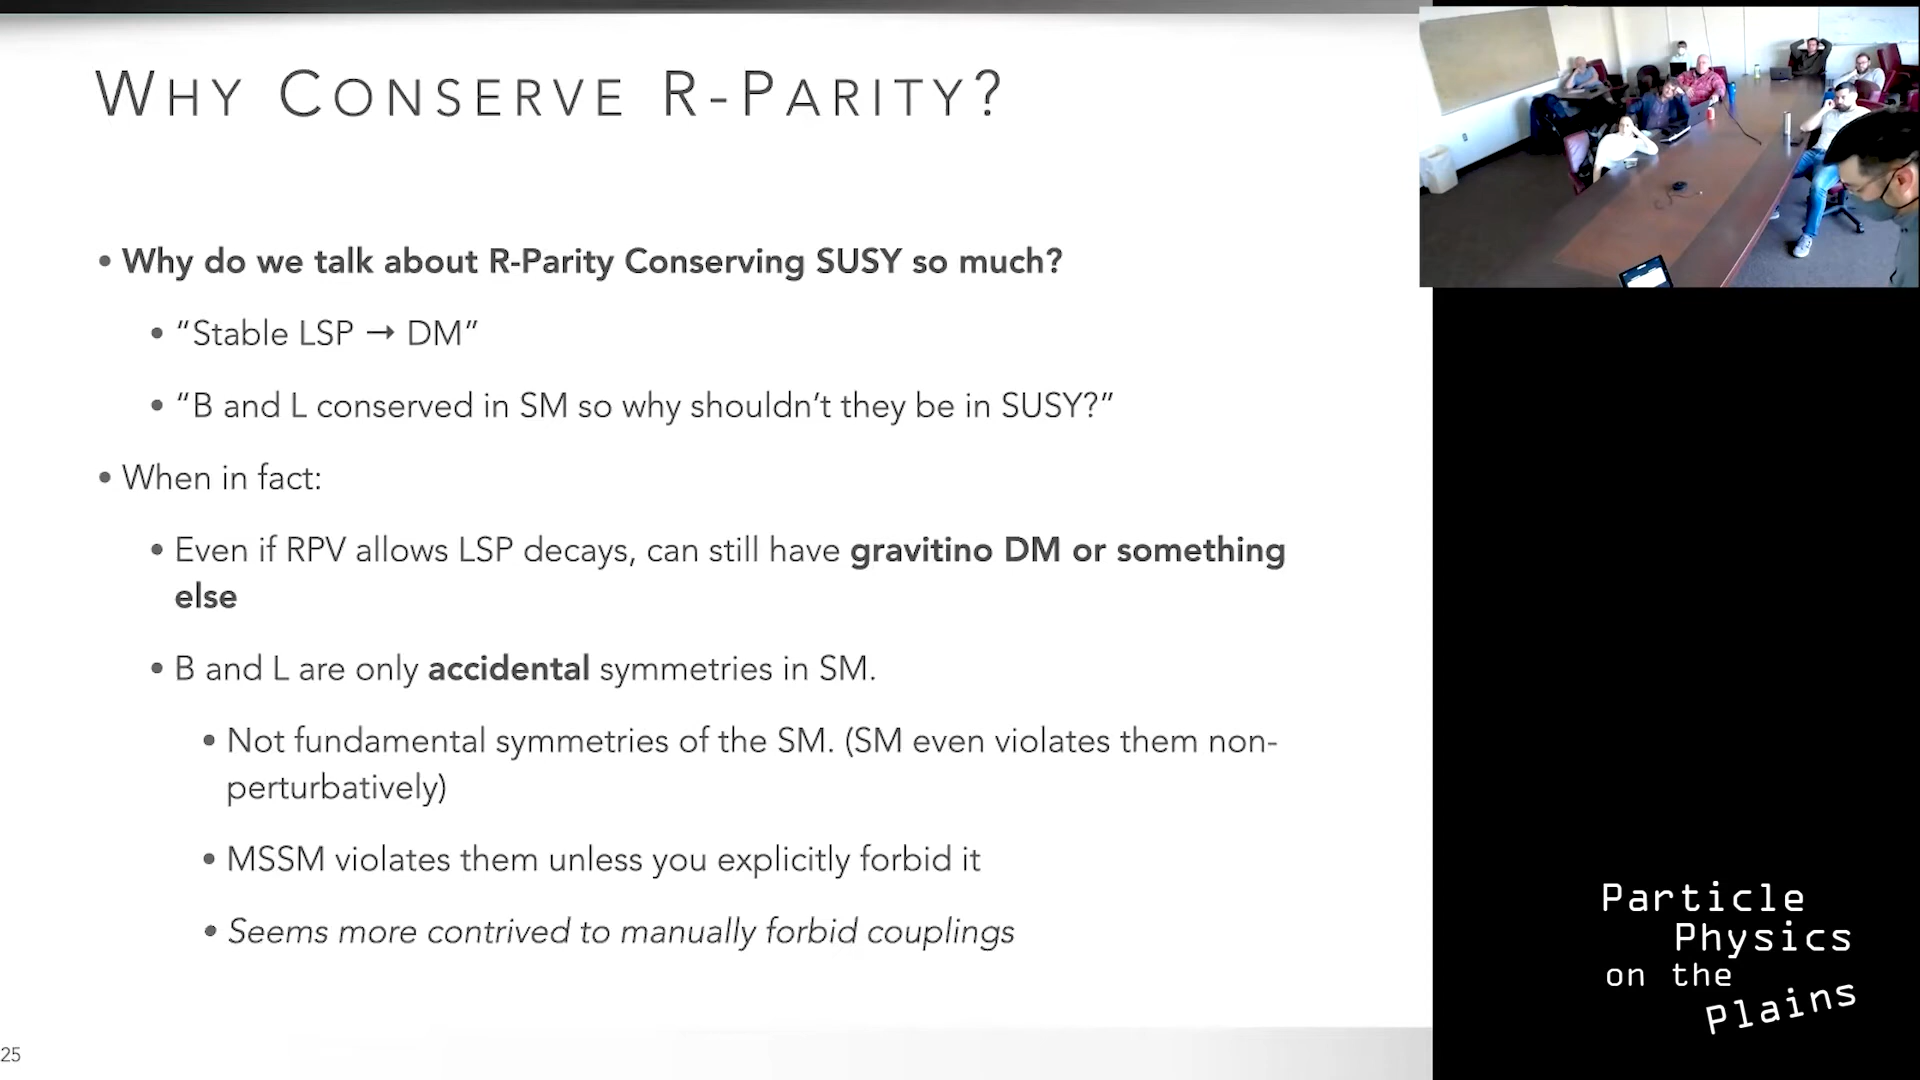 WHY CONSERVE R-PARITY?
• Why do we talk about R-Parity Conserving SUSY so much?
• “Stable LSP → DM”
• “B and L conserved in SM so why shouldn’t they be in SUSY?”
• When in fact:
• Even if RPV allows LSP decays, can still have gravitino DM or something
else
• B and L are only accidental symmetries in SM.
• Not fundamental symmetries of the SM. (SM even violates them non-
perturbatively)
• MSSM violates them unless you explicitly forbid it
• Seems more contrived to manually forbid couplings
25
Particle
Physics
on the
Plains